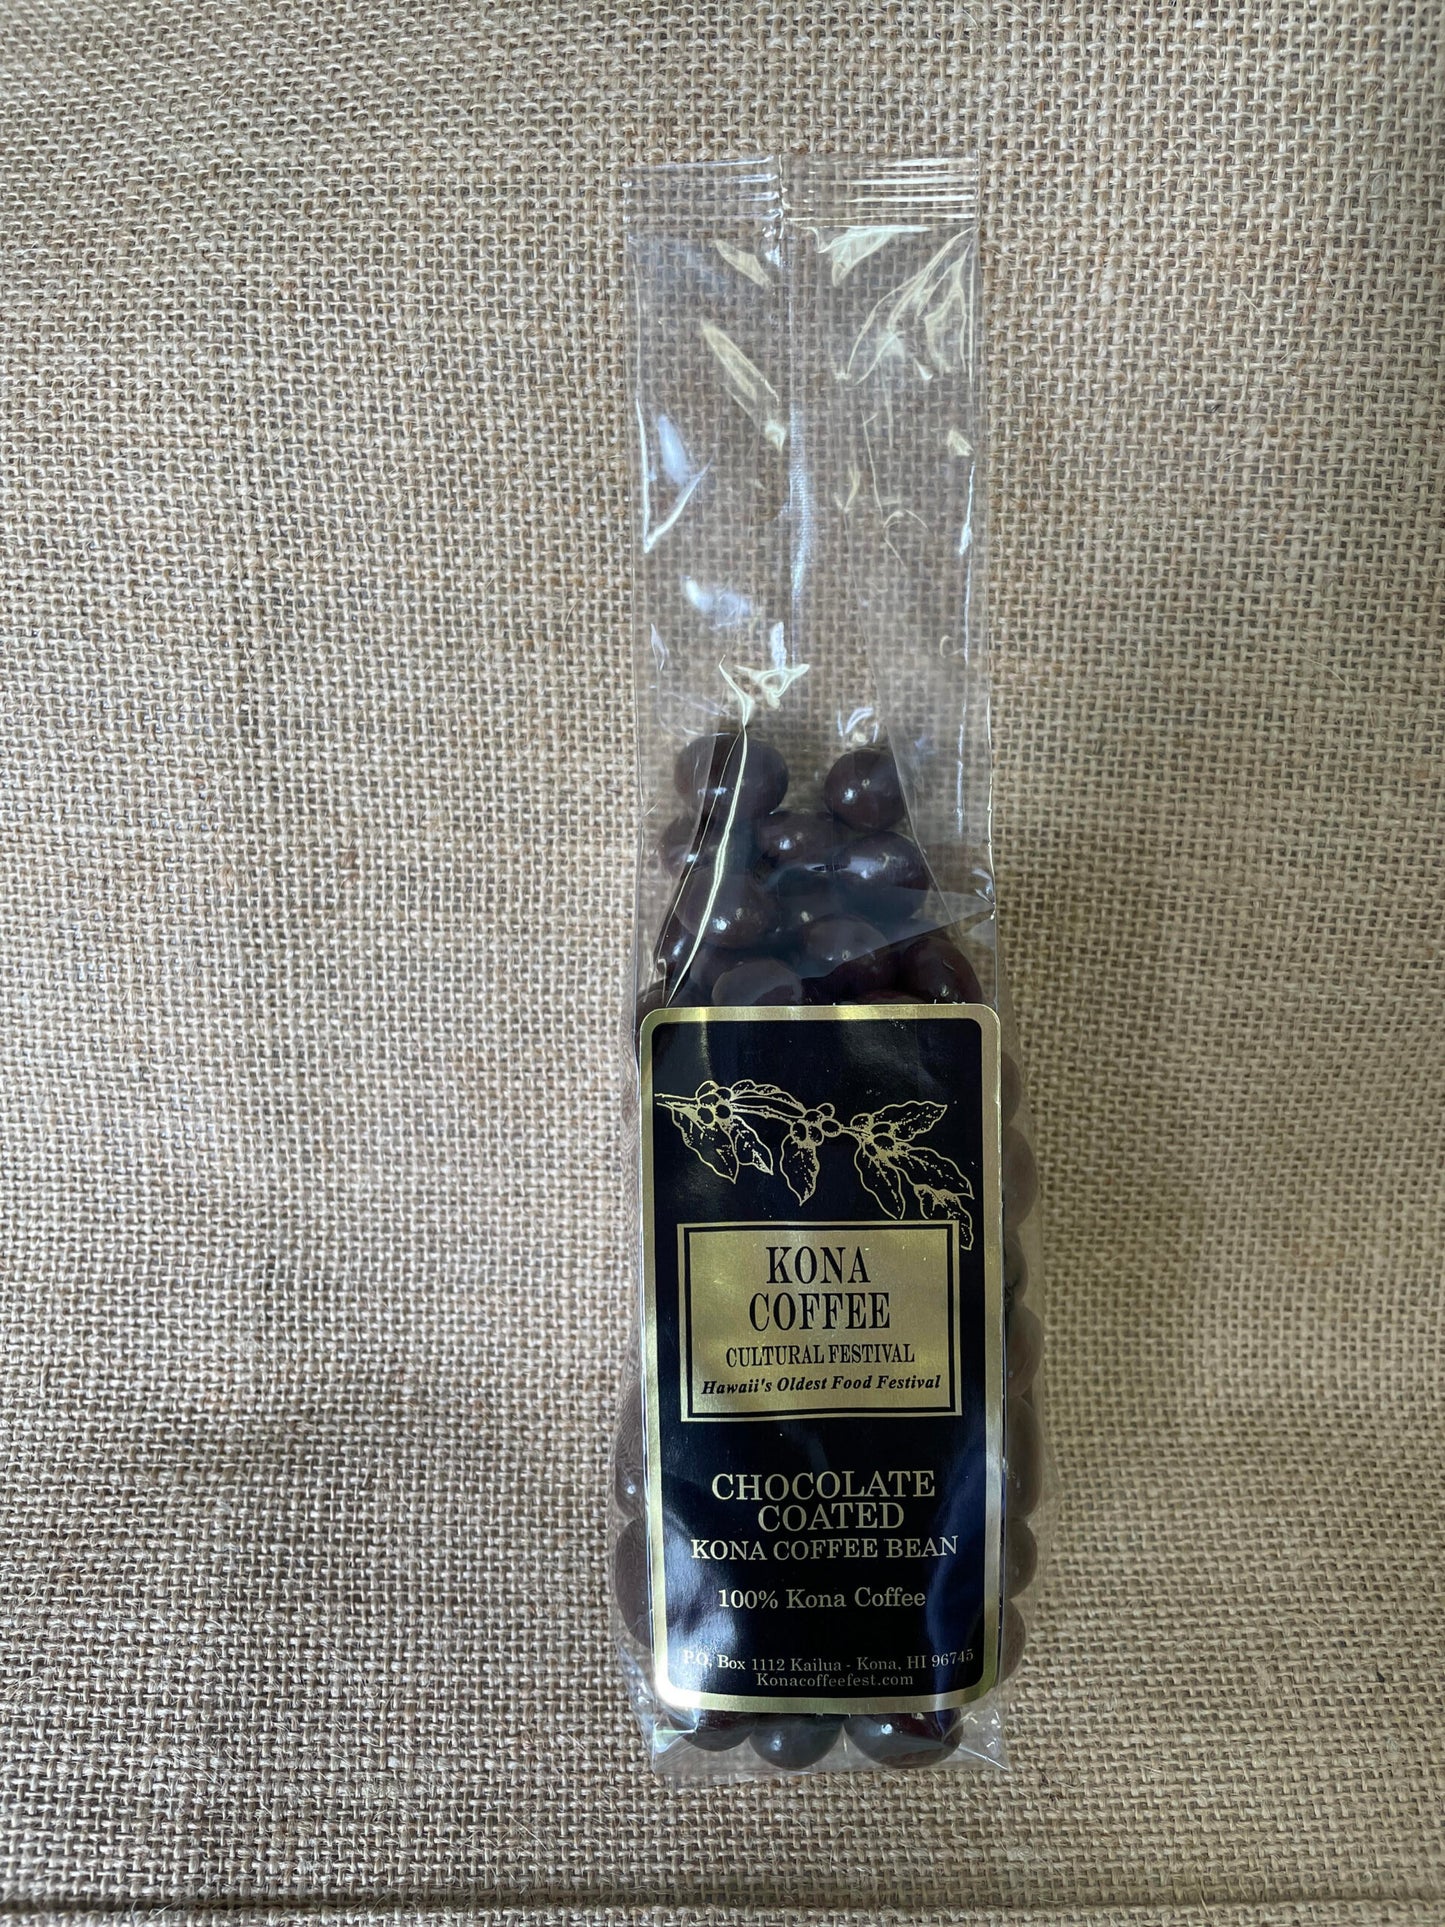 KONA
COFFEE
CULTURAL FESTIVAL
Hawaii's Oldest Food Festival
CHOCOLATE
COATED
KONA COFFEE BEAN
100% Kona Coffee
P.O. Box 1112 Kailua - Kona, HI 96745
Konacoffeefest.com